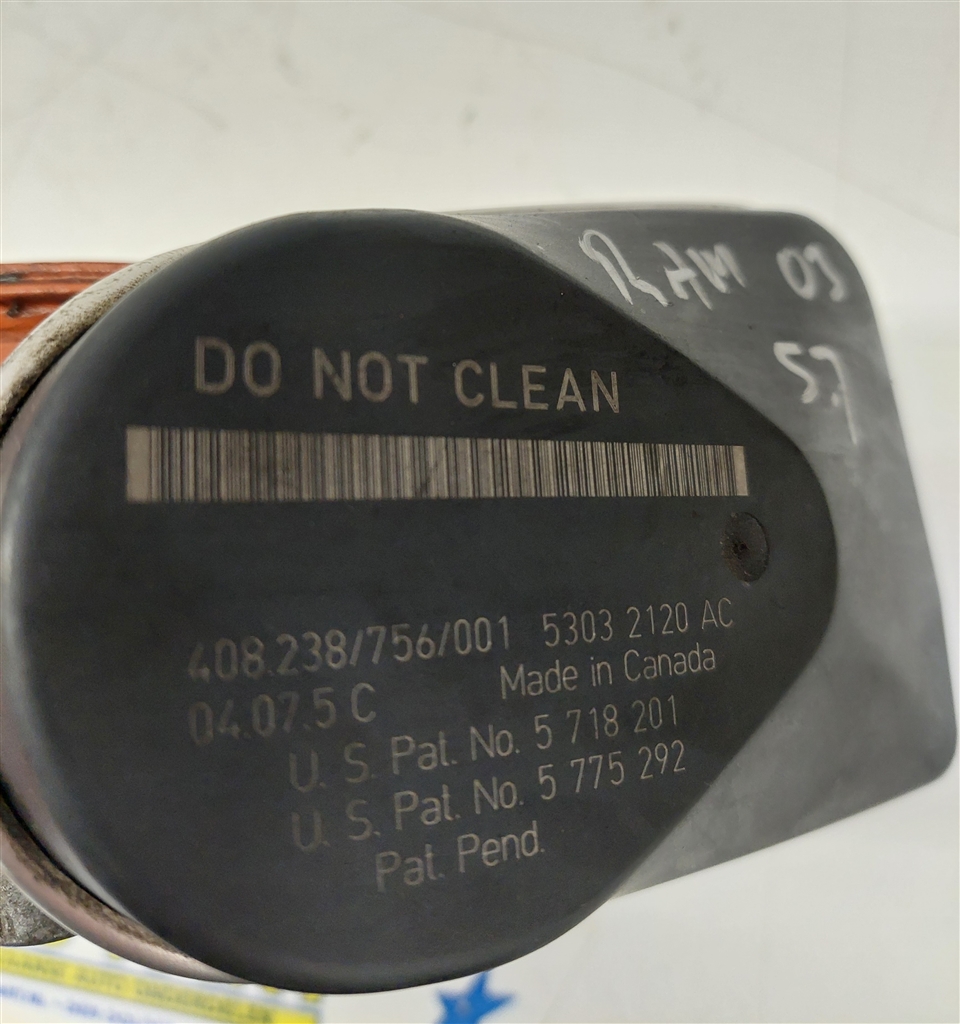 RAM 03
5.7
DO NOT CLEAN
408.238/756/001 5303 2120 AC
04.07.5 C Made in Canada
U. S. Pat. No. 5 718 201
U. S. Pat. No. 5 775 292
Pat. Pend.